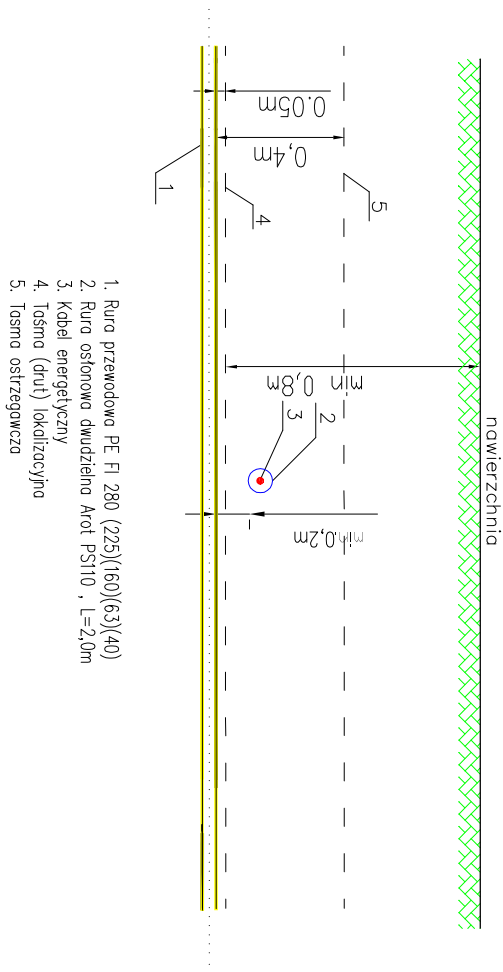 nawierzchnia
0.05m
0,4m
1
4
5
min 0,8m
3
2
min.0,2m
1. Rura przewodowa PE FI 280 (225)(160)(63)(40)
2. Rura osłonowa dwudzielna Arot PS110 , L=2,0m
3. Kabel energetyczny
4. Taśma (drut) lokalizacyjna
5. Tasma ostrzegawcza